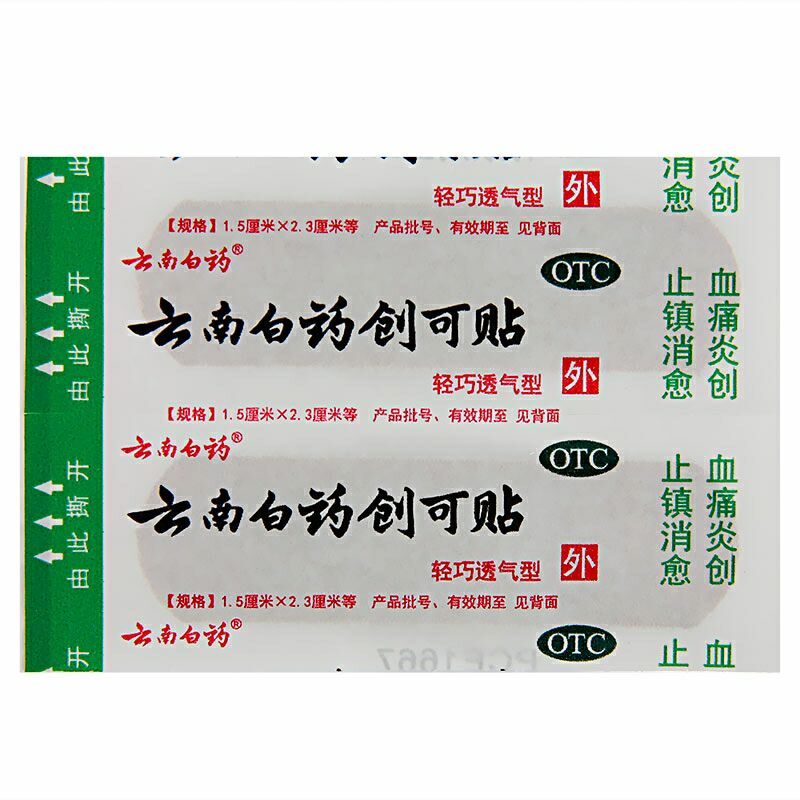 由此
消炎
愈创
轻巧透气型 外
【规格】1.5厘米×2.3厘米等 产品批号、有效期至 见背面
云南白药®
OTC
云南白药创可贴
轻巧透气型 外
由此撕开
止血
镇痛
消炎
愈创
【规格】1.5厘米×2.3厘米等 产品批号、有效期至 见背面
云南白药®
OTC
云南白药创可贴
轻巧透气型 外
由此撕开
止血
镇痛
消炎
愈创
【规格】1.5厘米×2.3厘米等 产品批号、有效期至 见背面
云南白药®
OTC
开
止血